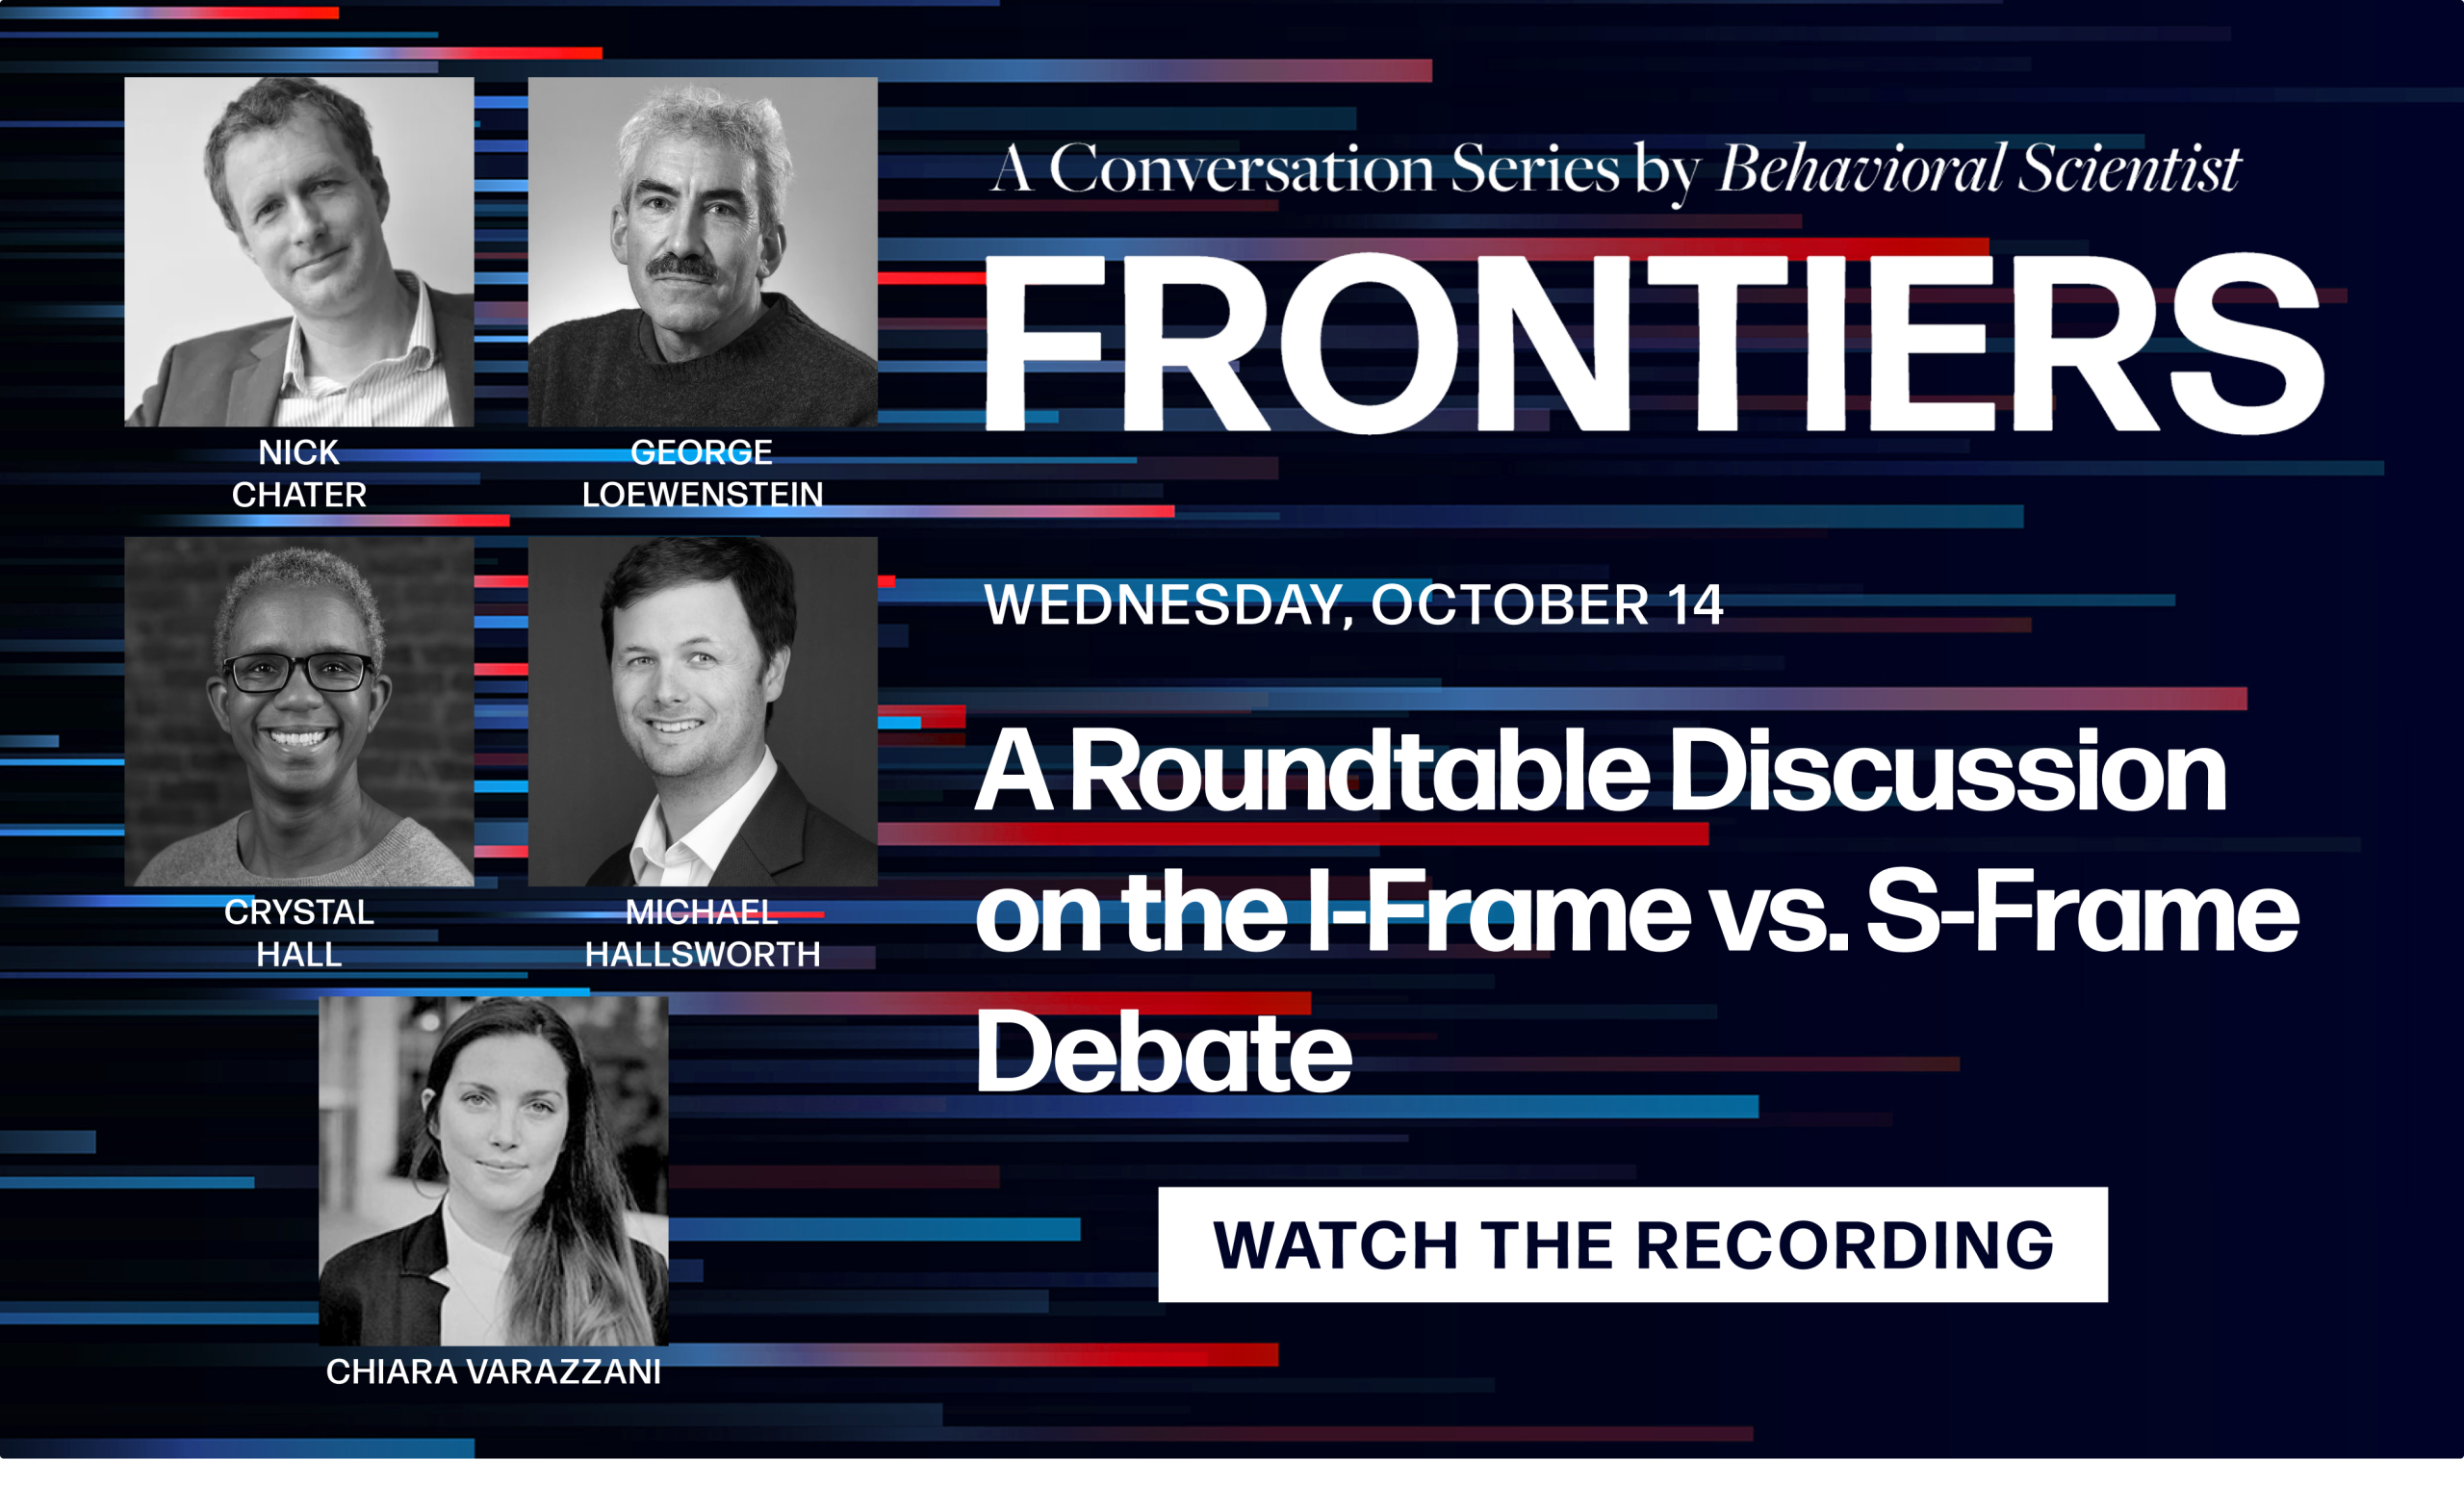 A Conversation Series by Behavioral Scientist
FRONTIERS
WEDNESDAY, OCTOBER 14
A Roundtable Discussion
on the I-Frame vs. S-Frame
Debate
WATCH THE RECORDING
NICK
CHATER
GEORGE
LOEWENSTEIN
CRYSTAL
HALL
MICHAEL
HALLSWORTH
CHIARA VARAZZANI